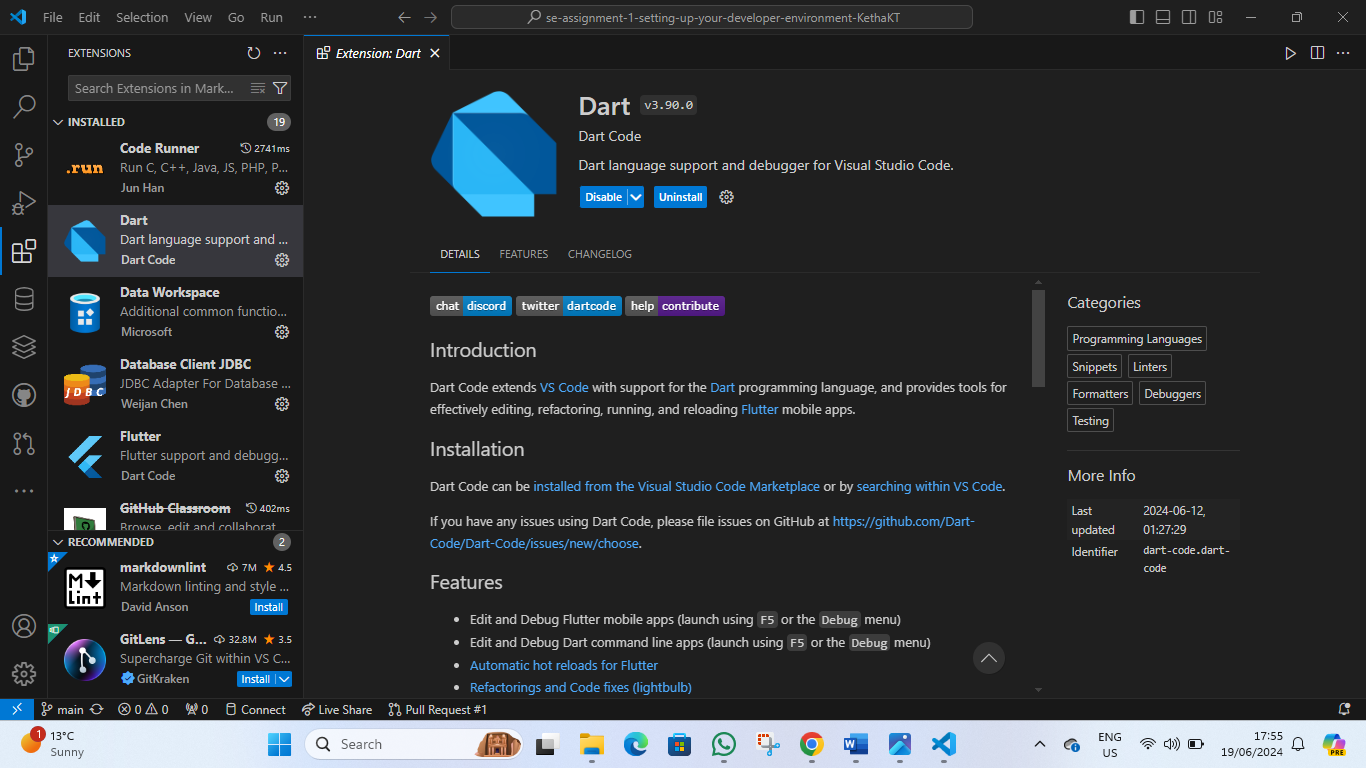 File Edit Selection View Go Run ···
se-assignment-1-setting-up-your-developer-environment-KethaKT
EXTENSIONS
Search Extensions in Mark...
INSTALLED 19
Code Runner 2741ms
Run C, C++, Java, JS, PHP, P...
Jun Han
Dart
Dart language support and ...
Dart Code
Data Workspace
Additional common functio...
Microsoft
Database Client JDBC
JDBC Adapter For Database ...
Weijan Chen
Flutter
Flutter support and debugg...
Dart Code
GitHub Classroom 402ms
Browse, edit and collaborat
RECOMMENDED 2
markdownlint 7M 4.5
Markdown linting and style ...
David Anson Install
GitLens — G... 32.8M 3.5
Supercharge Git within VS C...
GitKraken Install
Extension: Dart
Dart v3.90.0
Dart Code
Dart language support and debugger for Visual Studio Code.
Disable Uninstall
DETAILS FEATURES CHANGELOG
chat discord twitter dartcode help contribute
Introduction
Dart Code extends VS Code with support for the Dart programming language, and provides tools for
effectively editing, refactoring, running, and reloading Flutter mobile apps.
Installation
Dart Code can be installed from the Visual Studio Code Marketplace or by searching within VS Code.
If you have any issues using Dart Code, please file issues on GitHub at https://github.com/Dart-
Code/Dart-Code/issues/new/choose.
Features
• Edit and Debug Flutter mobile apps (launch using F5 or the Debug menu)
• Edit and Debug Dart command line apps (launch using F5 or the Debug menu)
• Automatic hot reloads for Flutter
• Refactorings and Code fixes (lightbulb)
Categories
Programming Languages
Snippets Linters
Formatters Debuggers
Testing
More Info
Last updated 2024-06-12, 01:27:29
Identifier dart-code.dart-code
main 0 0 0 Connect Live Share Pull Request #1
1
13°C
Sunny
Search
ENG
US
17:55
19/06/2024
PRE
.run
JDBC
M
Lint